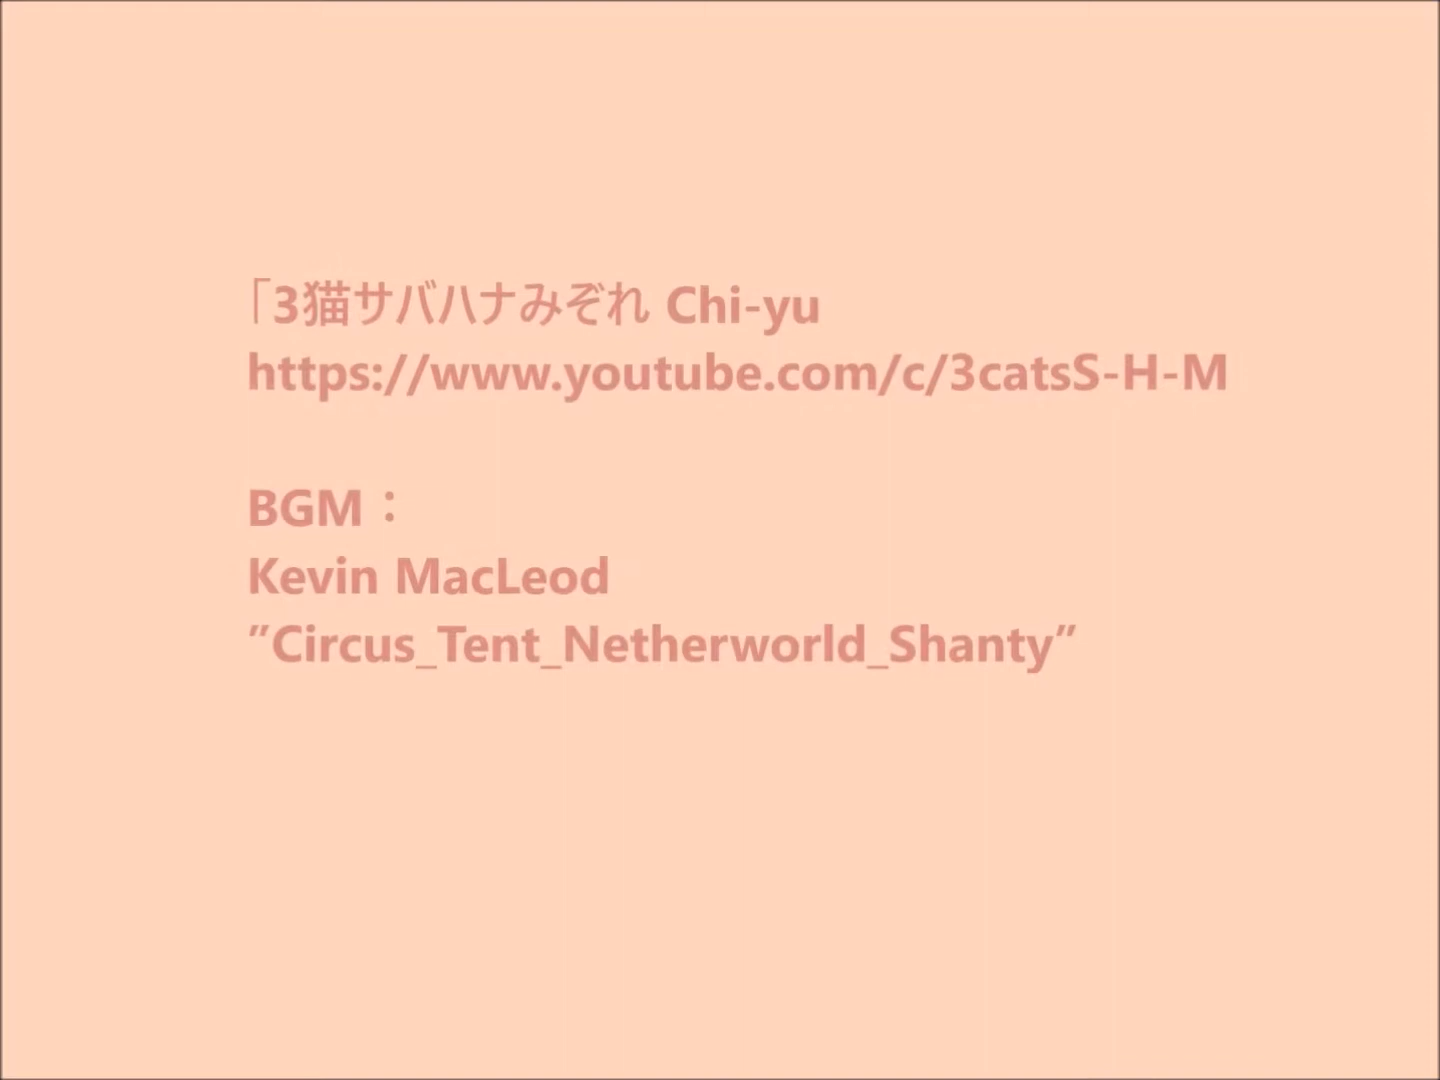 「3猫サバハナみぞれ Chi-yu
https://www.youtube.com/c/3catsS-H-M
BGM：
Kevin MacLeod
”Circus_Tent_Netherworld_Shanty”